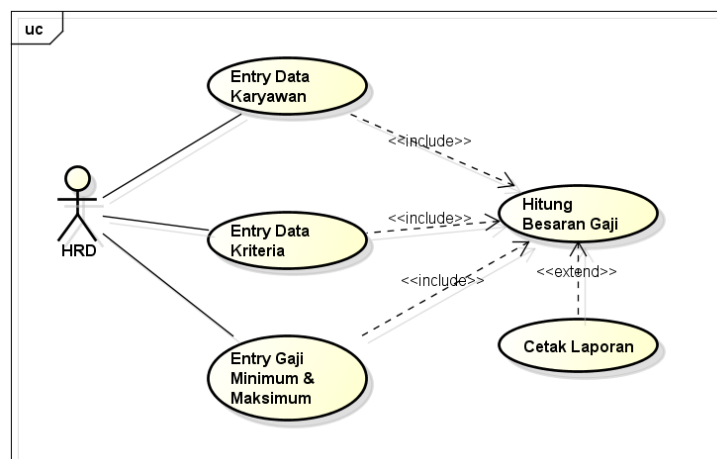 uc
Entry Data
Karyawan
<<include>>
HRD
Entry Data
Kriteria
<<include>>
Hitung
Besaran Gaji
<<include>>
<<extend>>
Entry Gaji
Minimum &
Maksimum
Cetak Laporan